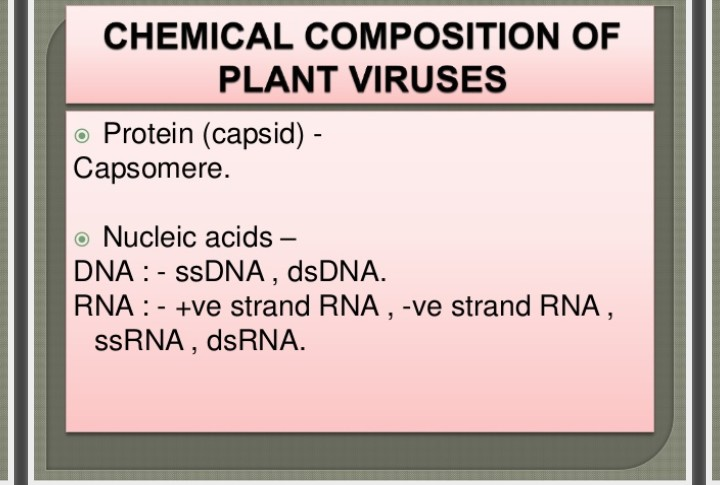 CHEMICAL COMPOSITION OF
PLANT VIRUSES
Protein (capsid) -
Capsomere.
Nucleic acids –
DNA : - ssDNA , dsDNA.
RNA : - +ve strand RNA , -ve strand RNA ,
ssRNA , dsRNA.